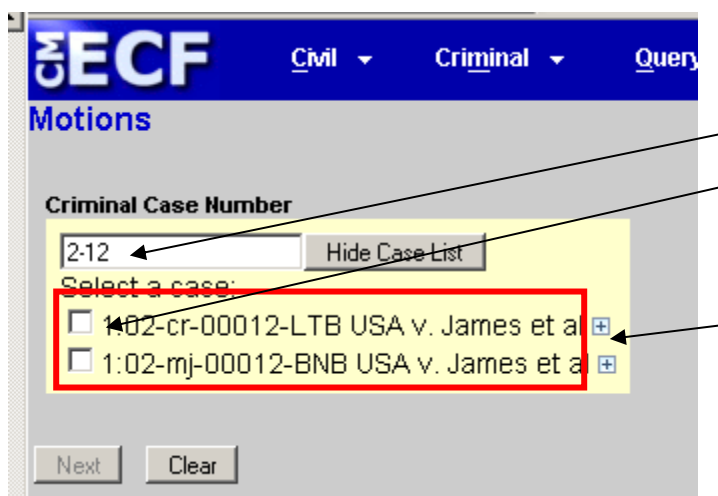 CM ECF Civil Criminal Query
Motions
Criminal Case Number
2-12 Hide Case List
Select a case:
1:02-cr-00012-LTB USA v. James et al
1:02-mj-00012-BNB USA v. James et al
Next Clear